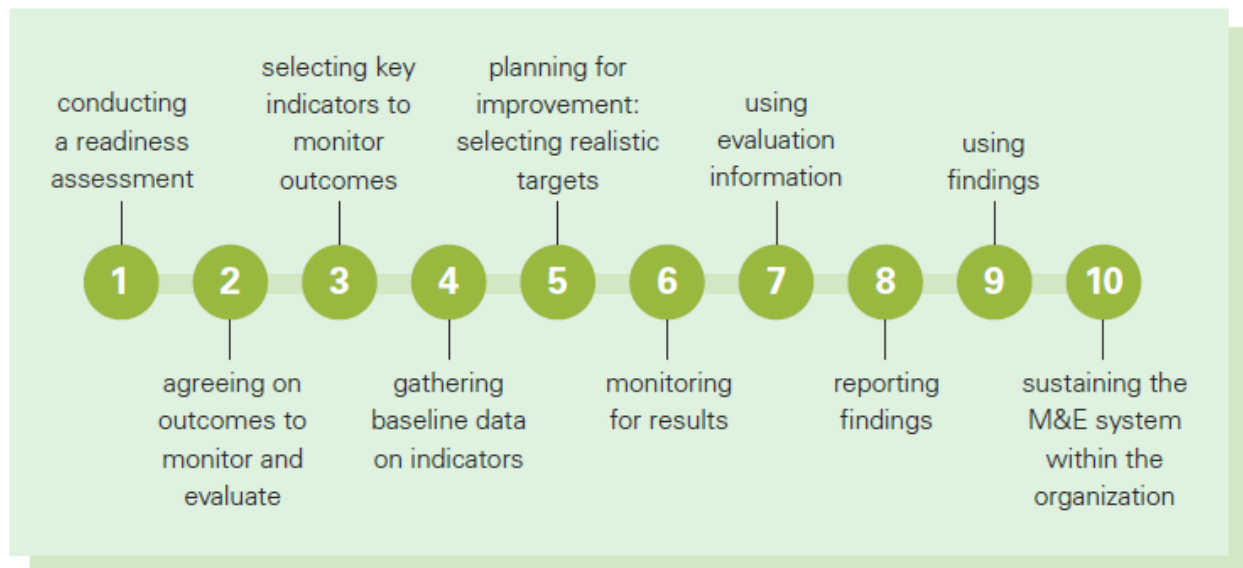 conducting
a readiness
assessment
selecting key
indicators to
monitor
outcomes
planning for
improvement:
selecting realistic
targets
using
evaluation
information
using
findings
1
2
3
4
5
6
7
8
9
10
agreeing on
outcomes to
monitor and
evaluate
gathering
baseline data
on indicators
monitoring
for results
reporting
findings
sustaining the
M&E system
within the
organization